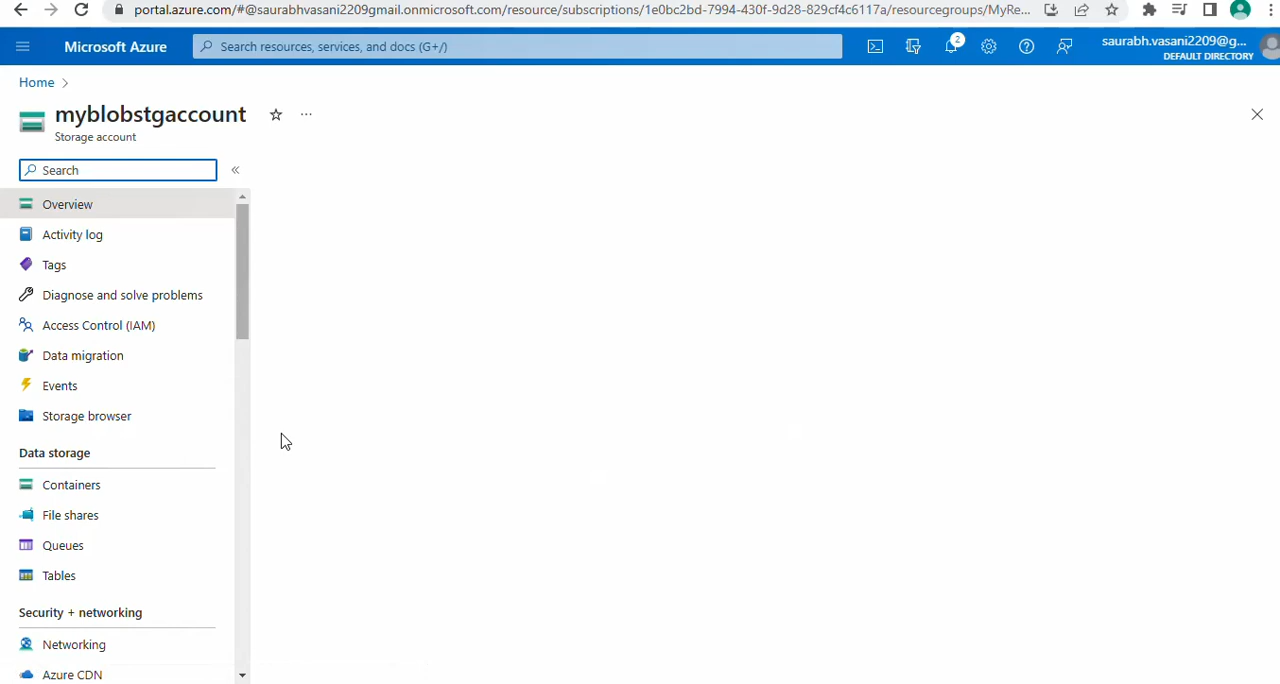 portal.azure.com/#@saurabhvasani2209gmail.onmicrosoft.com/resource/subscriptions/1e0bc2bd-7994-430f-9d28-829cf4c6117a/resourcegroups/MyRe...
Microsoft Azure
Search resources, services, and docs (G+/)
2
saurabh.vasani2209@g...
DEFAULT DIRECTORY
Home >
myblobstgaccount
...
Storage account
Search
«
Overview
Activity log
Tags
Diagnose and solve problems
Access Control (IAM)
Data migration
Events
Storage browser
Data storage
Containers
File shares
Queues
Tables
Security + networking
Networking
Azure CDN